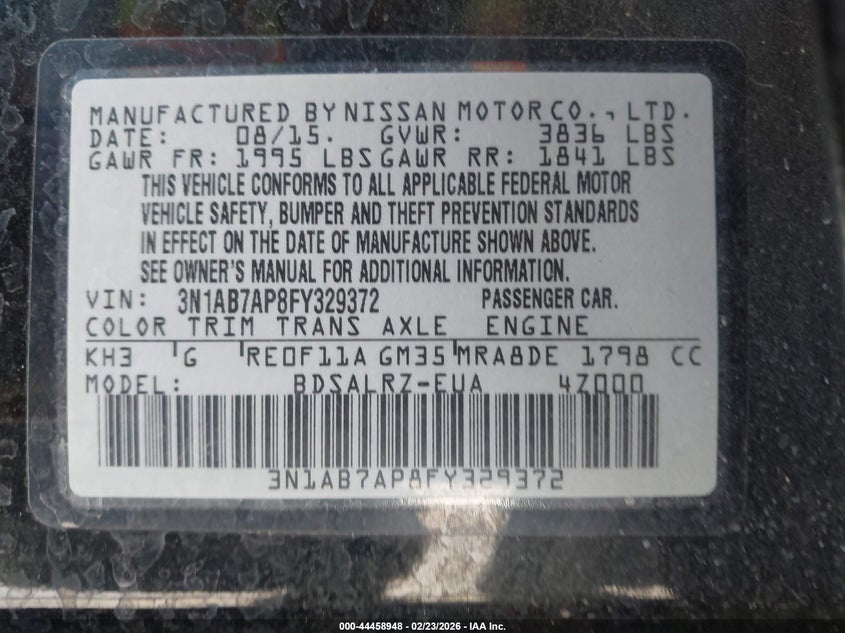 MANUFACTURED BY NISSAN MOTOR CO., LTD.
DATE: 08/15. GVWR: 3836 LBS
GAWR FR: 1995 LBS GAWR RR: 1841 LBS
THIS VEHICLE CONFORMS TO ALL APPLICABLE FEDERAL MOTOR
VEHICLE SAFETY, BUMPER AND THEFT PREVENTION STANDARDS
IN EFFECT ON THE DATE OF MANUFACTURE SHOWN ABOVE.
SEE OWNER'S MANUAL FOR ADDITIONAL INFORMATION.
VIN: 3N1AB7AP8FY329372 PASSENGER CAR.
COLOR TRIM TRANS AXLE ENGINE
KH3 G RE0F11A GM35 MRA8DE 1798 CC
MODEL: BDSALRZ-EUA 4Z000
3N1AB7AP8FY329372
000-44458948 - 02/23/2026 - IAA Inc.